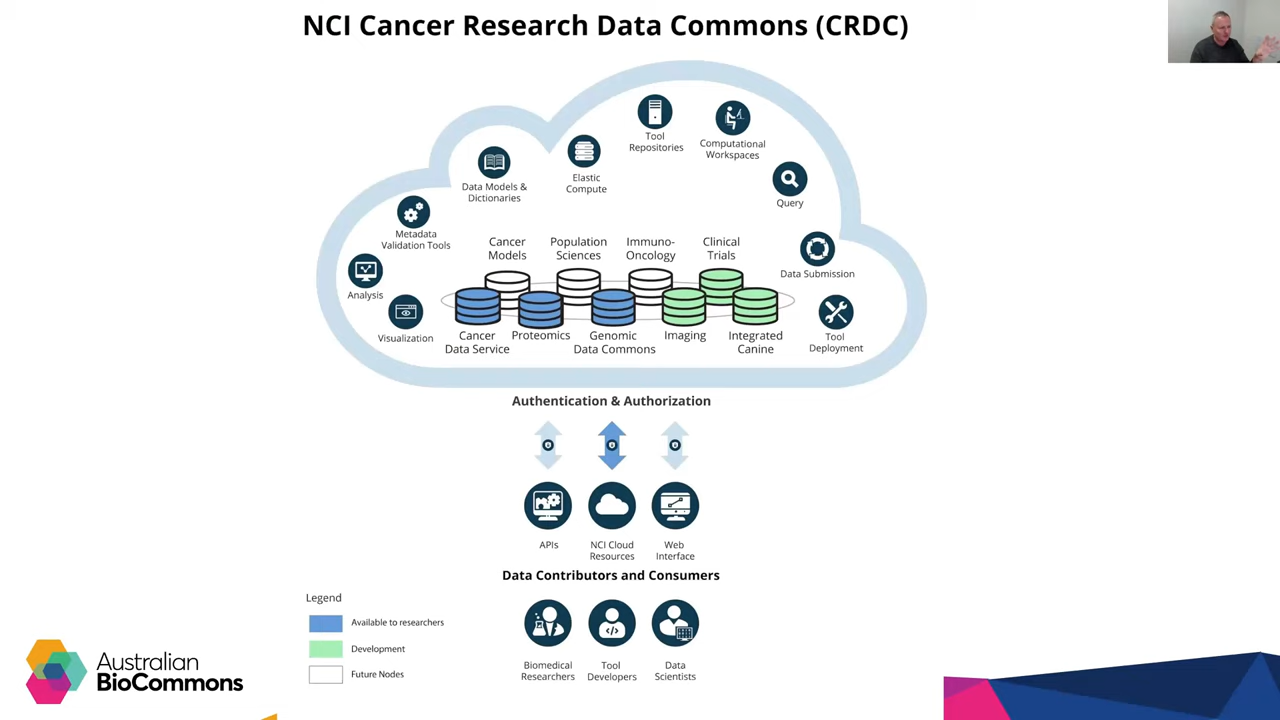 NCI Cancer Research Data Commons (CRDC)
Tool
Repositories
Computational
Workspaces
Elastic
Compute
Data Models &
Dictionaries
Query
Metadata
Validation Tools
Cancer
Models
Population
Sciences
Immuno-
Oncology
Clinical
Trials
Data Submission
Analysis
Visualization
Cancer
Data Service
Proteomics
Genomic
Data Commons
Imaging
Integrated
Canine
Tool
Deployment
Authentication & Authorization
APIs
NCI Cloud
Resources
Web
Interface
Data Contributors and Consumers
Legend
Available to researchers
Development
Future Nodes
Biomedical
Researchers
Tool
Developers
Data
Scientists
Australian
BioCommons